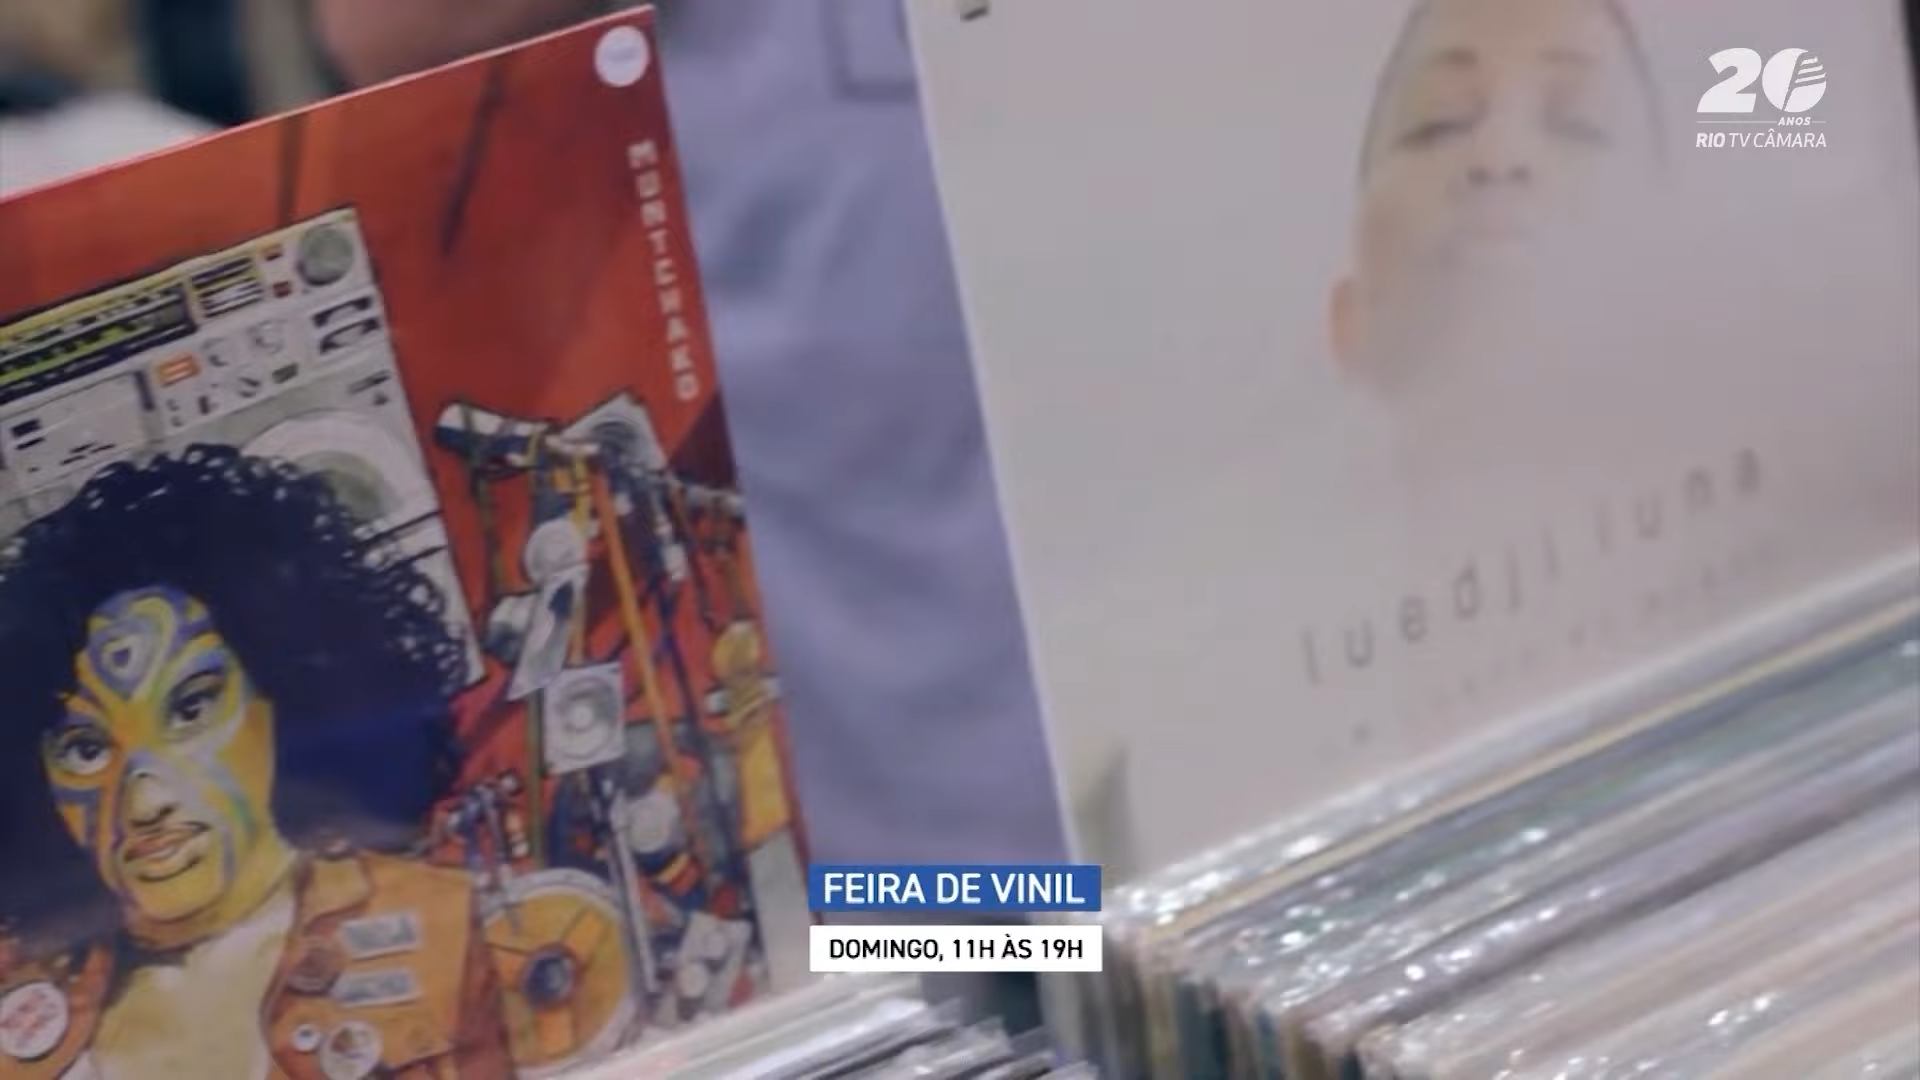 20
ANOS
RIO TV CÂMARA
MUNTCHAKO
luedji luna
FEIRA DE VINIL
DOMINGO, 11H ÀS 19H